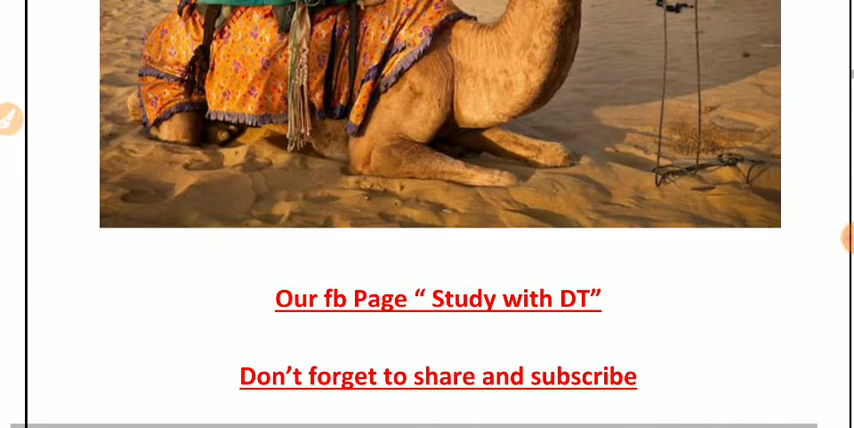 Our fb Page “ Study with DT”
Don’t forget to share and subscribe